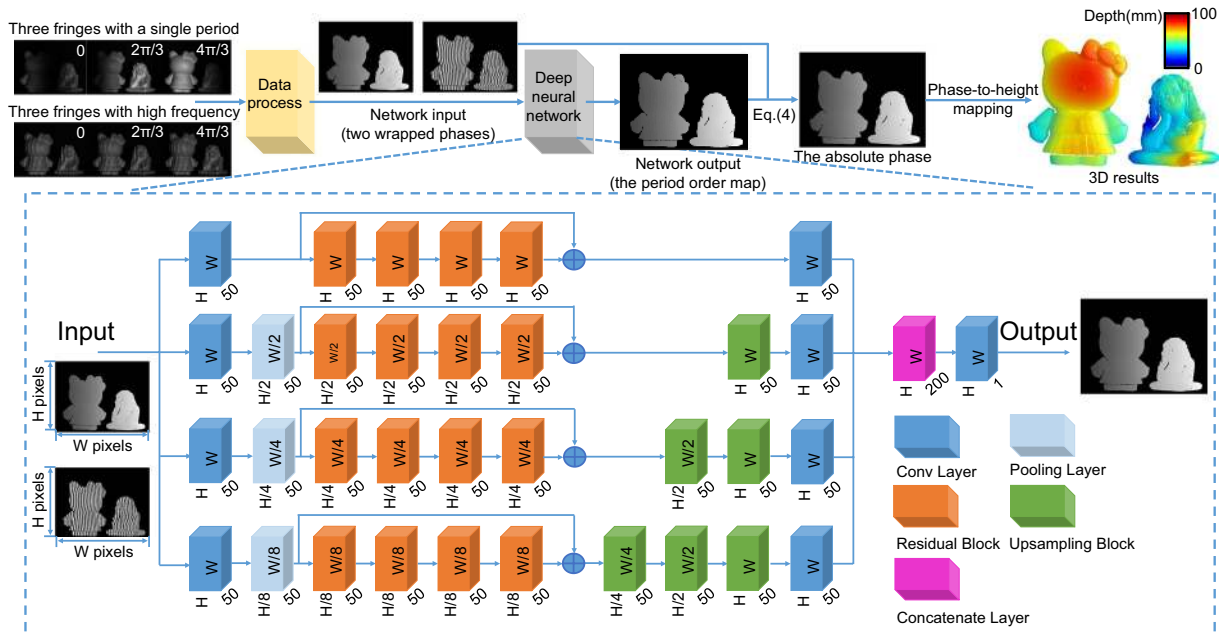 Three fringes with a single period
0 2π/3 4π/3
Three fringes with high frequency
0 2π/3 4π/3
Data
process
Network input
(two wrapped phases)
Deep
neural
network
Network output
(the period order map)
Eq.(4)
The absolute phase
Phase-to-height
mapping
Depth(mm)
100
0
3D results
Input
H pixels
W pixels
H pixels
W pixels
W H 50
W H 50
W H 50
W H 50
W H 50
W H 50
W H 50
W/2 H/2 50
W/2 H/2 50
W/2 H/2 50
W/2 H/2 50
W/2 H/2 50
W H 50
W H 50
W H 50
W/4 H/4 50
W/4 H/4 50
W/4 H/4 50
W/4 H/4 50
W/4 H/4 50
W/2 H/2 50
W H 50
W H 50
W H 50
W/8 H/8 50
W/8 H/8 50
W/8 H/8 50
W/8 H/8 50
W/8 H/8 50
W/4 H/4 50
W/2 H/2 50
W H 50
W H 50
W H 200
W H 1
Output
Conv Layer
Pooling Layer
Residual Block
Upsampling Block
Concatenate Layer